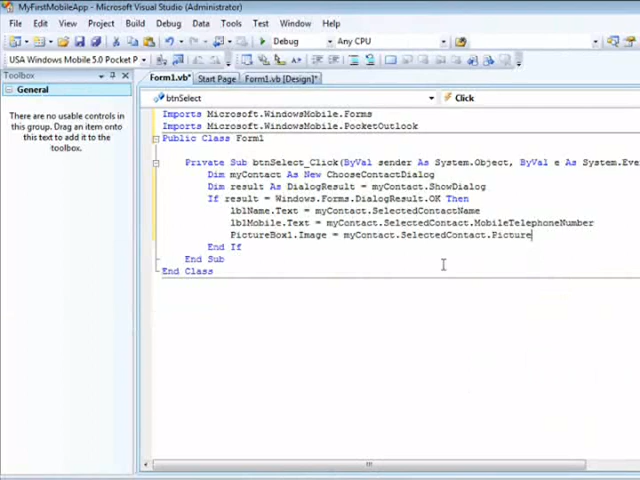 MyFirstMobileApp - Microsoft Visual Studio (Administrator)
File Edit View Project Build Debug Data Tools Test Window Help
Debug Any CPU
USA Windows Mobile 5.0 Pocket P
Toolbox
Form1.vb* Start Page Form1.vb [Design]*
General
There are no usable controls in
this group. Drag an item onto
this text to add it to the
toolbox.
btnSelect Click
Imports Microsoft.WindowsMobile.Forms
Imports Microsoft.WindowsMobile.PocketOutlook
Public Class Form1
Private Sub btnSelect_Click(ByVal sender As System.Object, ByVal e As System.Eve
Dim myContact As New ChooseContactDialog
Dim result As DialogResult = myContact.ShowDialog
If result = Windows.Forms.DialogResult.OK Then
lblName.Text = myContact.SelectedContactName
lblMobile.Text = myContact.SelectedContact.MobileTelephoneNumber
PictureBox1.Image = myContact.SelectedContact.Picture
End If
End Sub
End Class